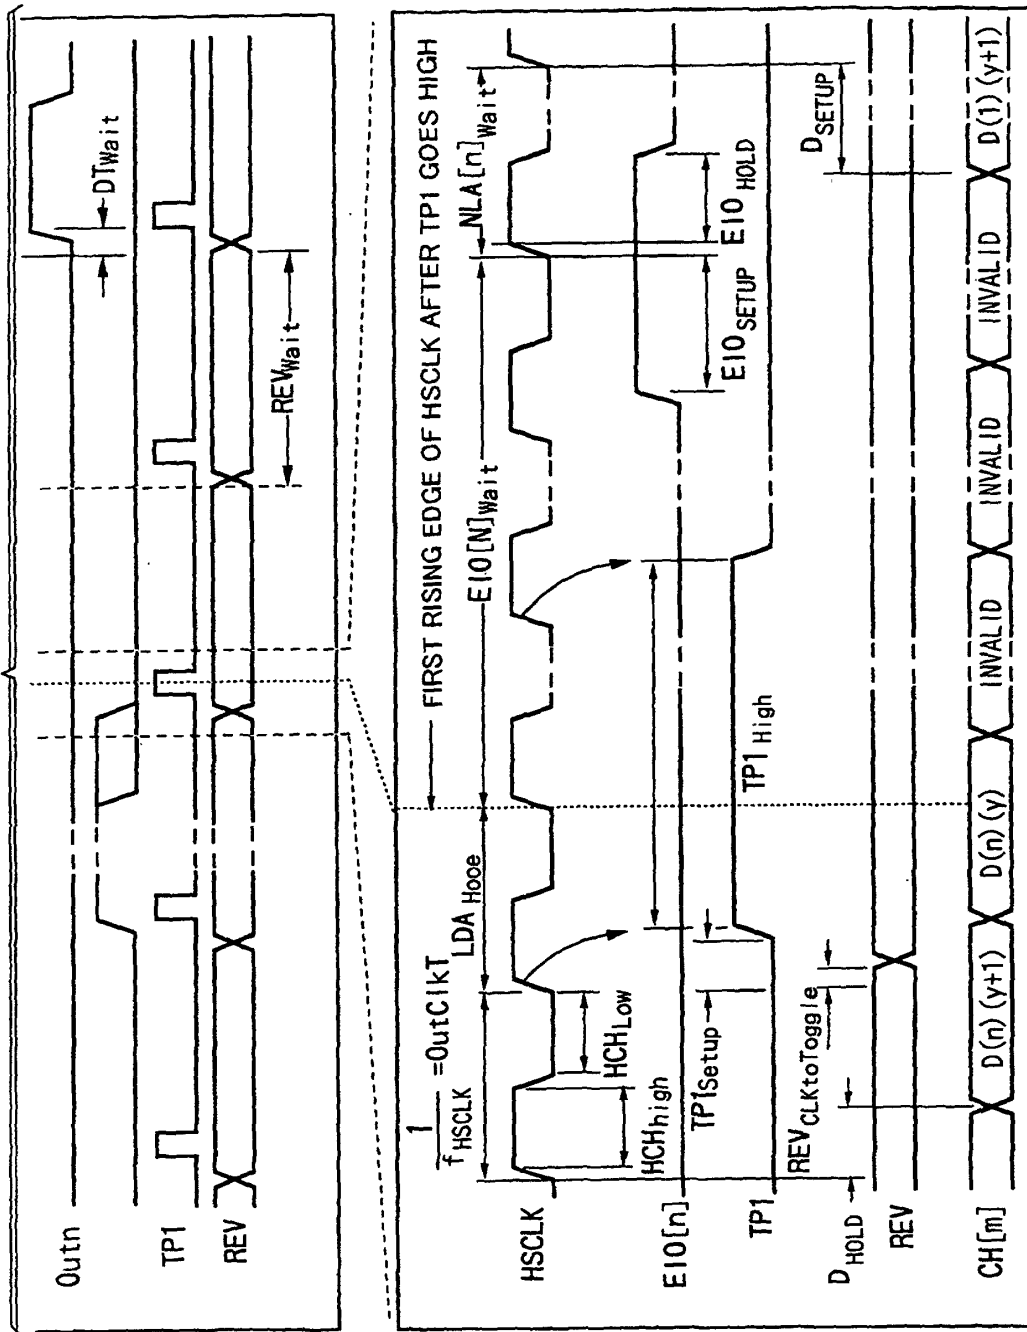 Outn
TP1
REV
DTWait
REVWait
FIRST RISING EDGE OF HSCLK AFTER TP1 GOES HIGH
1
fHSCLK
=OutClkT
LDAHooe
EIO[N]Wait
NLA[n]Wait
HSCLK
HCHhigh
HCHLow
EIO[n]
EIOSETUP
EIOHOLD
TP1
TP1Setup
TP1High
DHOLD
REVCLKtoToggle
DSETUP
REV
CH[m]
D(n)(y+1)
D(n)(y)
INVALID
INVALID
INVALID
D(1)(y+1)